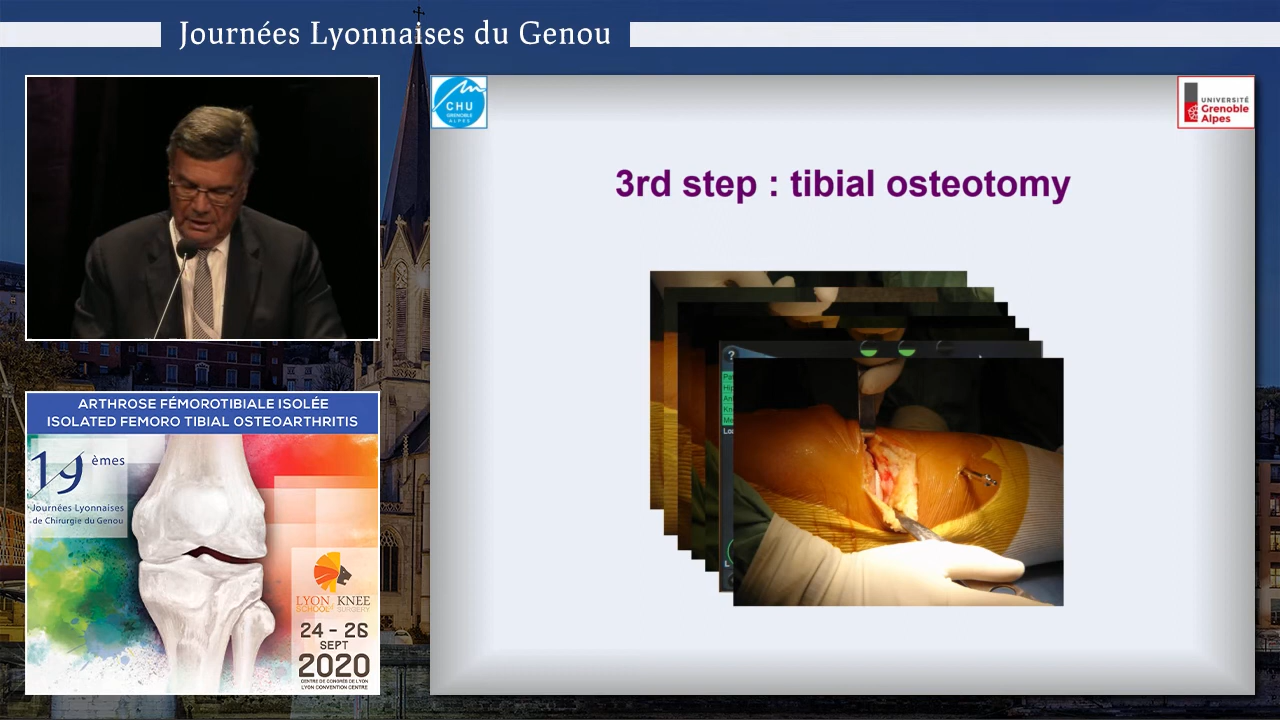 Journées Lyonnaises du Genou
CHU
GRENOBLE
ALPES
UNIVERSITÉ
Grenoble
Alpes
3rd step : tibial osteotomy
?
ARTHROSE FÉMOROTIBIALE ISOLÉE
ISOLATED FEMORO TIBIAL OSTEOARTHRITIS
19 èmes
Journées Lyonnaises
de Chirurgie du Genou
LYON KNEE
SCHOOL OF SURGERY
24 - 26
SEPT
2020
CENTRE DE CONGRÈS DE LYON
LYON CONVENTION CENTRE